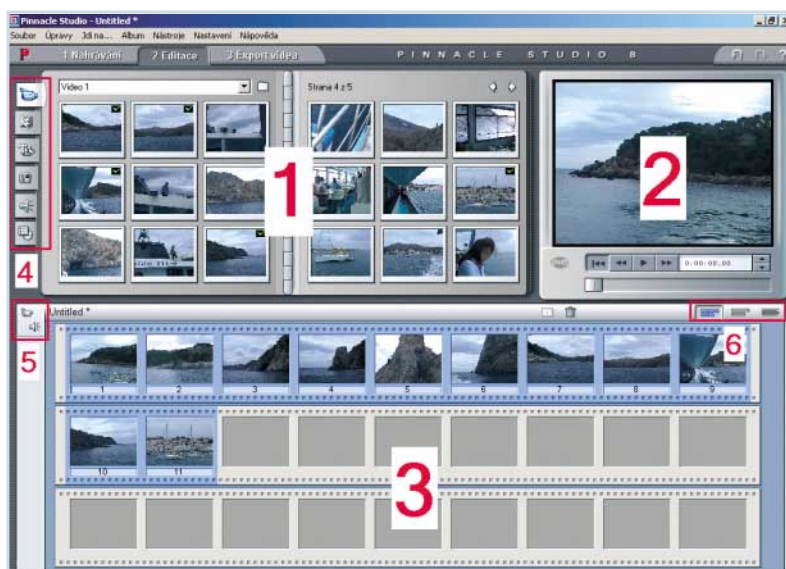 Pinnacle Studio - Untitled *
Soubor Úpravy Jdi na... Album Nástroje Nastavení Nápověda
1 Nahrávání 2 Editace 3 Export videa PINNACLE STUDIO 8
Video 1 Strana 4 z 5
1
2
4
0:00:00.00
Untitled *
5
6
1 2 3 4 5 6 7 8 9
10 11
3